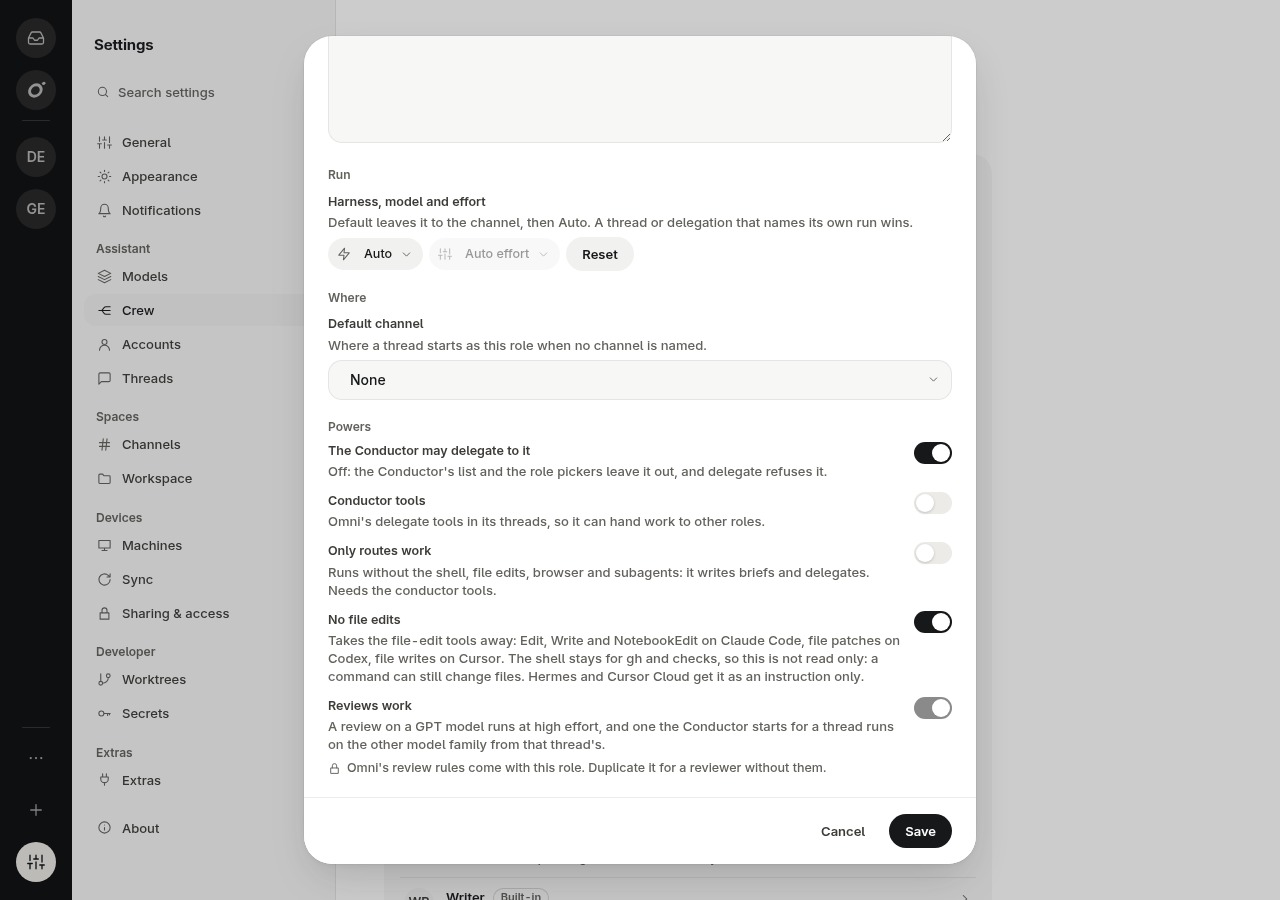 Settings
Search settings
General
Appearance
Notifications
Assistant
Models
Crew
Accounts
Threads
Spaces
Channels
Workspace
Devices
Machines
Sync
Sharing & access
Developer
Worktrees
Secrets
Extras
Extras
About
DE
GE
Run
Harness, model and effort
Default leaves it to the channel, then Auto. A thread or delegation that names its own run wins.
Auto
Auto effort
Reset
Where
Default channel
Where a thread starts as this role when no channel is named.
None
Powers
The Conductor may delegate to it
Off: the Conductor's list and the role pickers leave it out, and delegate refuses it.
Conductor tools
Omni's delegate tools in its threads, so it can hand work to other roles.
Only routes work
Runs without the shell, file edits, browser and subagents: it writes briefs and delegates.
Needs the conductor tools.
No file edits
Takes the file-edit tools away: Edit, Write and NotebookEdit on Claude Code, file patches on
Codex, file writes on Cursor. The shell stays for gh and checks, so this is not read only: a
command can still change files. Hermes and Cursor Cloud get it as an instruction only.
Reviews work
A review on a GPT model runs at high effort, and one the Conductor starts for a thread runs
on the other model family from that thread's.
Omni's review rules come with this role. Duplicate it for a reviewer without them.
Cancel
Save
Writer
Built-in